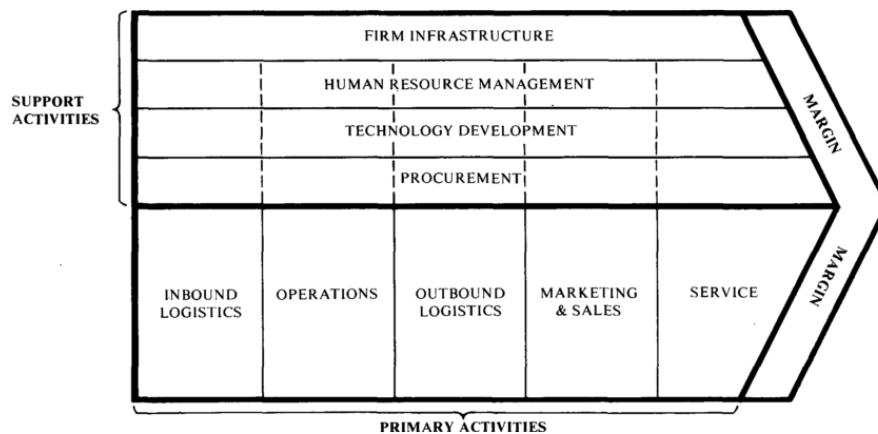 FIRM INFRASTRUCTURE
HUMAN RESOURCE MANAGEMENT
SUPPORT
ACTIVITIES
TECHNOLOGY DEVELOPMENT
PROCUREMENT
MARGIN
INBOUND
LOGISTICS
OPERATIONS
OUTBOUND
LOGISTICS
MARKETING
& SALES
SERVICE
MARGIN
PRIMARY ACTIVITIES